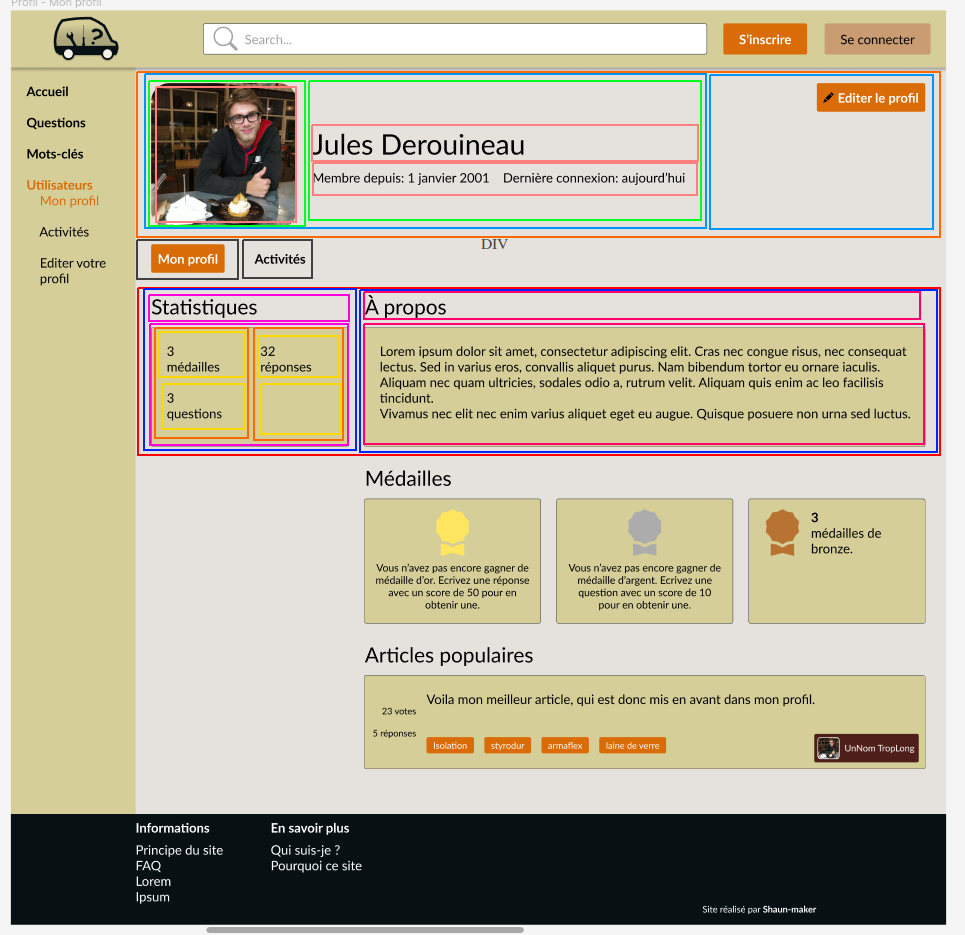 Profil - Mon profil
?
Search...
S'inscrire
Se connecter
Accueil
Questions
Mots-clés
Utilisateurs
Mon profil
Activités
Editer votre
profil
Editer le profil
Jules Derouineau
Membre depuis: 1 janvier 2001 Dernière connexion: aujourd'hui
DIV
Mon profil
Activités
Statistiques
3
médailles
32
réponses
3
questions
À propos
Lorem ipsum dolor sit amet, consectetur adipiscing elit. Cras nec congue risus, nec consequat
lectus. Sed in varius eros, convallis aliquet purus. Nam bibendum tortor eu ornare iaculis.
Aliquam nec quam ultricies, sodales odio a, rutrum velit. Aliquam quis enim ac leo facilisis
tincidunt.
Vivamus nec elit nec enim varius aliquet eget eu augue. Quisque posuere non urna sed luctus.
Médailles
Vous n'avez pas encore gagner de
médaille d'or. Ecrivez une réponse
avec un score de 50 pour en
obtenir une.
Vous n'avez pas encore gagner de
médaille d'argent. Ecrivez une
question avec un score de 10
pour en obtenir une.
3
médailles de
bronze.
Articles populaires
Voila mon meilleur article, qui est donc mis en avant dans mon profil.
23 votes
5 réponses
Isolation
styrodur
armaflex
laine de verre
UnNom TropLong
Informations
Principe du site
FAQ
Lorem
Ipsum
En savoir plus
Qui suis-je ?
Pourquoi ce site
Site réalisé par Shaun-maker